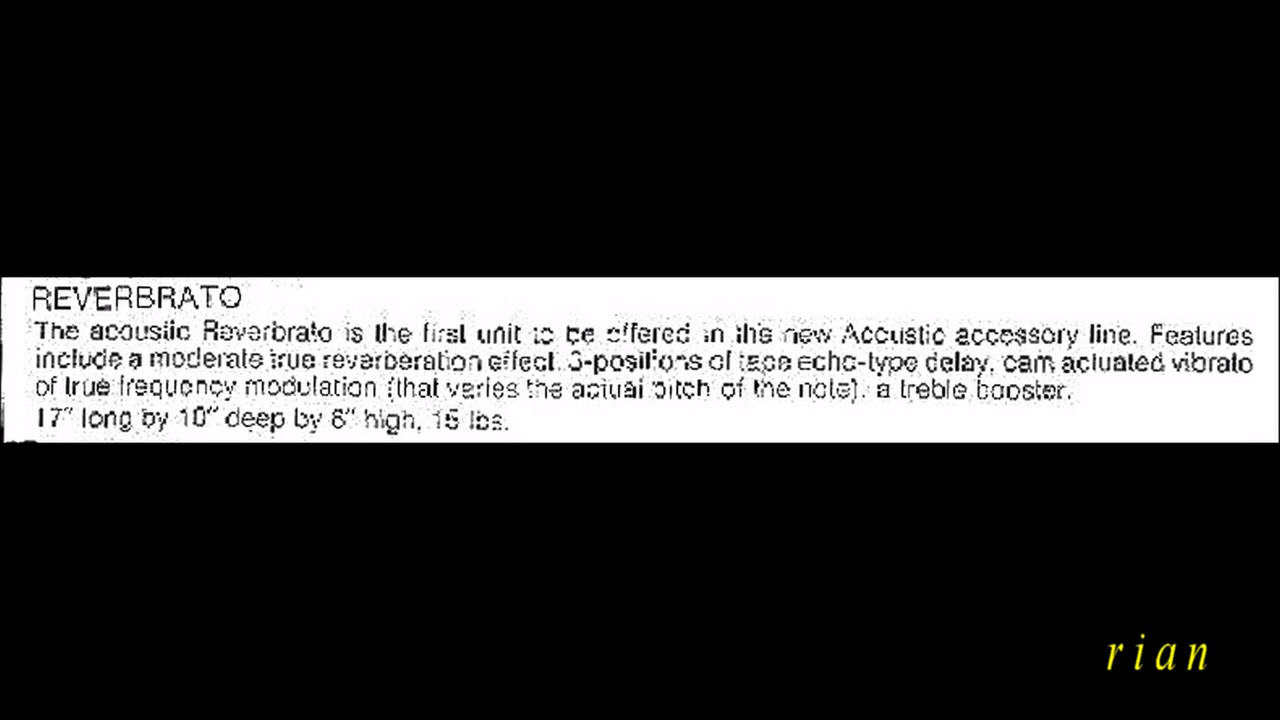 REVERBRATO
The acoustic Reverbrato is the first unit to be offered in the new Accustic accessory line. Features
include a moderate true reverberation effect, 3-positions of tape echo-type delay, cam actuated vibrato
of true frequency modulation (that varies the actual pitch of the note), a treble booster.
17" long by 10" deep by 6" high, 15 lbs.
rian